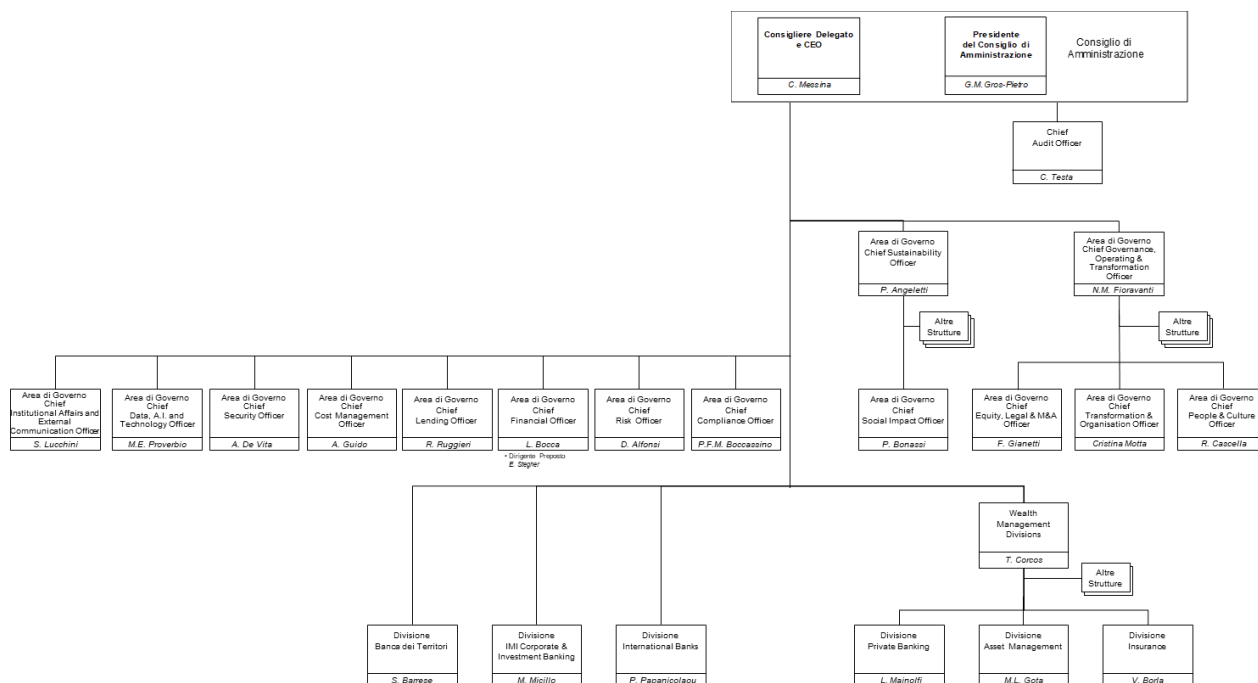 Consigliere Delegato
e CEO
C. Messina
Presidente
del Consiglio di
Amministrazione
G.M. Gros-Pietro
Consiglio di
Amministrazione
Chief
Audit Officer
C. Testa
Area di Governo
Chief Sustainability
Officer
P. Angeletti
Area di Governo
Chief Governance,
Operating &
Transformation
Officer
N.M. Fioravanti
Altre
Strutture
Altre
Strutture
Area di Governo
Chief
Institutional Affairs and
External
Communication Officer
S. Lucchini
Area di Governo
Chief
Data, A.I. and
Technology Officer
M.E. Proverbio
Area di Governo
Chief
Security Officer
A. De Vita
Area di Governo
Chief
Cost Management
Officer
A. Guido
Area di Governo
Chief
Lending Officer
R. Ruggieri
Area di Governo
Chief
Financial Officer
L. Bocca
• Dirigente Preposto
E. Stegher
Area di Governo
Chief
Risk Officer
D. Alfonsi
Area di Governo
Chief
Compliance Officer
P.F.M. Boccassino
Area di Governo
Chief
Social Impact Officer
P. Bonassi
Area di Governo
Chief
Equity, Legal & M&A
Officer
F. Gianetti
Area di Governo
Chief
Transformation &
Organisation Officer
Cristina Motta
Area di Governo
Chief
People & Culture
Officer
R. Cascella
Wealth
Management
Divisions
T. Corcos
Altre
Strutture
Divisione
Banca dei Territori
S. Barrese
Divisione
IMI Corporate &
Investment Banking
M. Micillo
Divisione
International Banks
P. Papanicolaou
Divisione
Private Banking
L. Mainolfi
Divisione
Asset Management
M.L. Gota
Divisione
Insurance
V. Borla